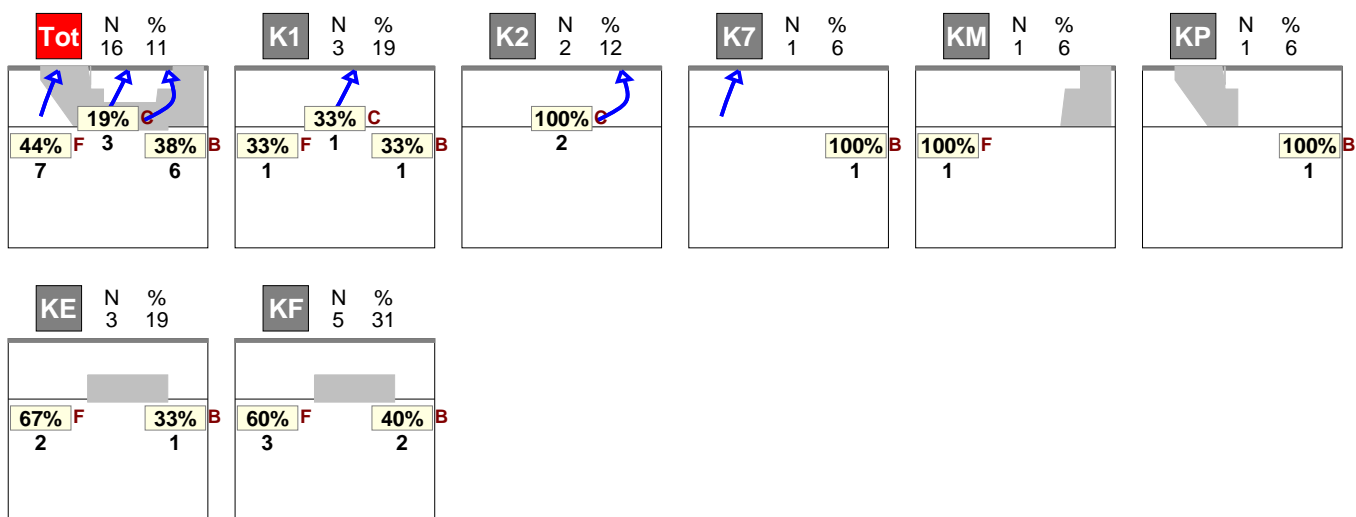 Tot N % 16 11
19% C
3
44% F 38% B
7 6
K1 N % 3 19
33% C
1
33% F 33% B
1 1
K2 N % 2 12
100% C
2
K7 N % 1 6
100% B
1
KM N % 1 6
100% F
1
KP N % 1 6
100% B
1
KE N % 3 19
67% F 33% B
2 1
KF N % 5 31
60% F 40% B
3 2